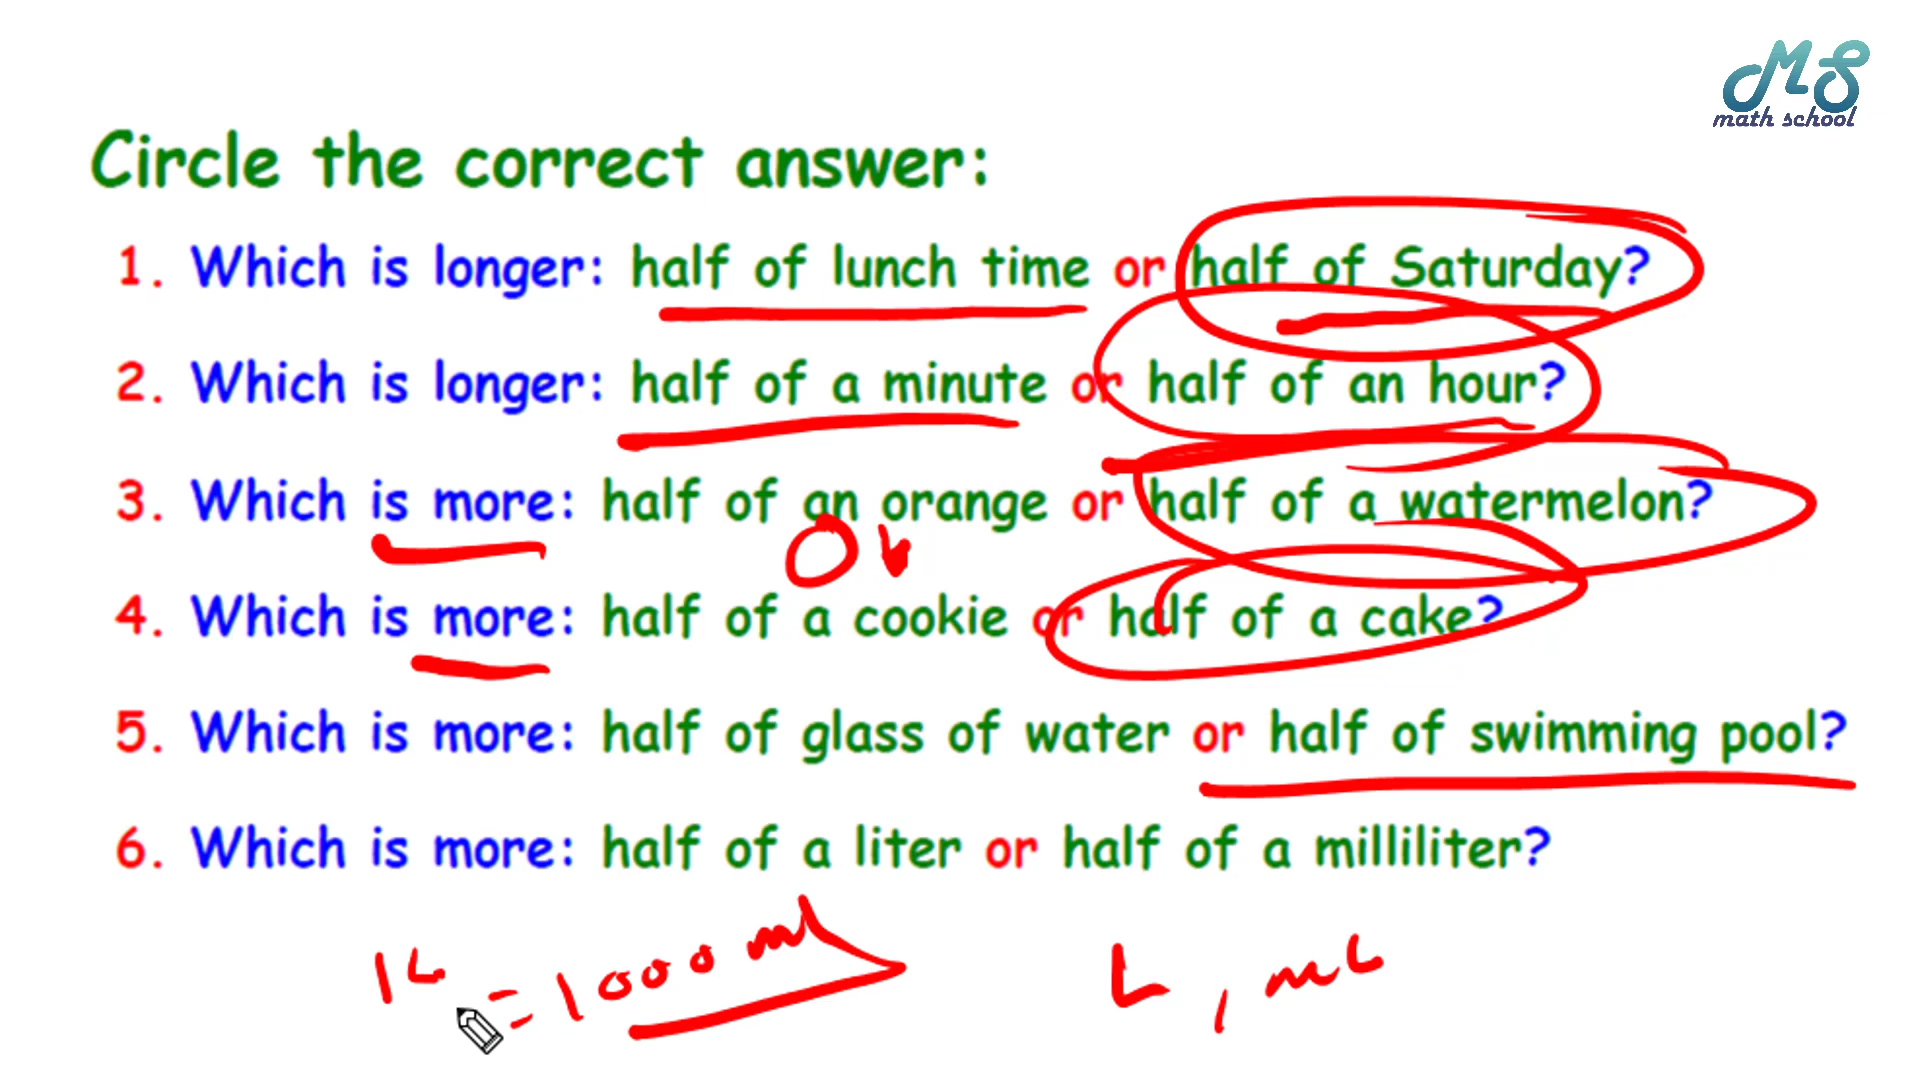 MS
math school
Circle the correct answer:
1. Which is longer: half of lunch time or half of Saturday?
2. Which is longer: half of a minute or half of an hour?
3. Which is more: half of an orange or half of a watermelon?
4. Which is more: half of a cookie or half of a cake?
5. Which is more: half of glass of water or half of swimming pool?
6. Which is more: half of a liter or half of a milliliter?
1L = 1000 ml L, mL